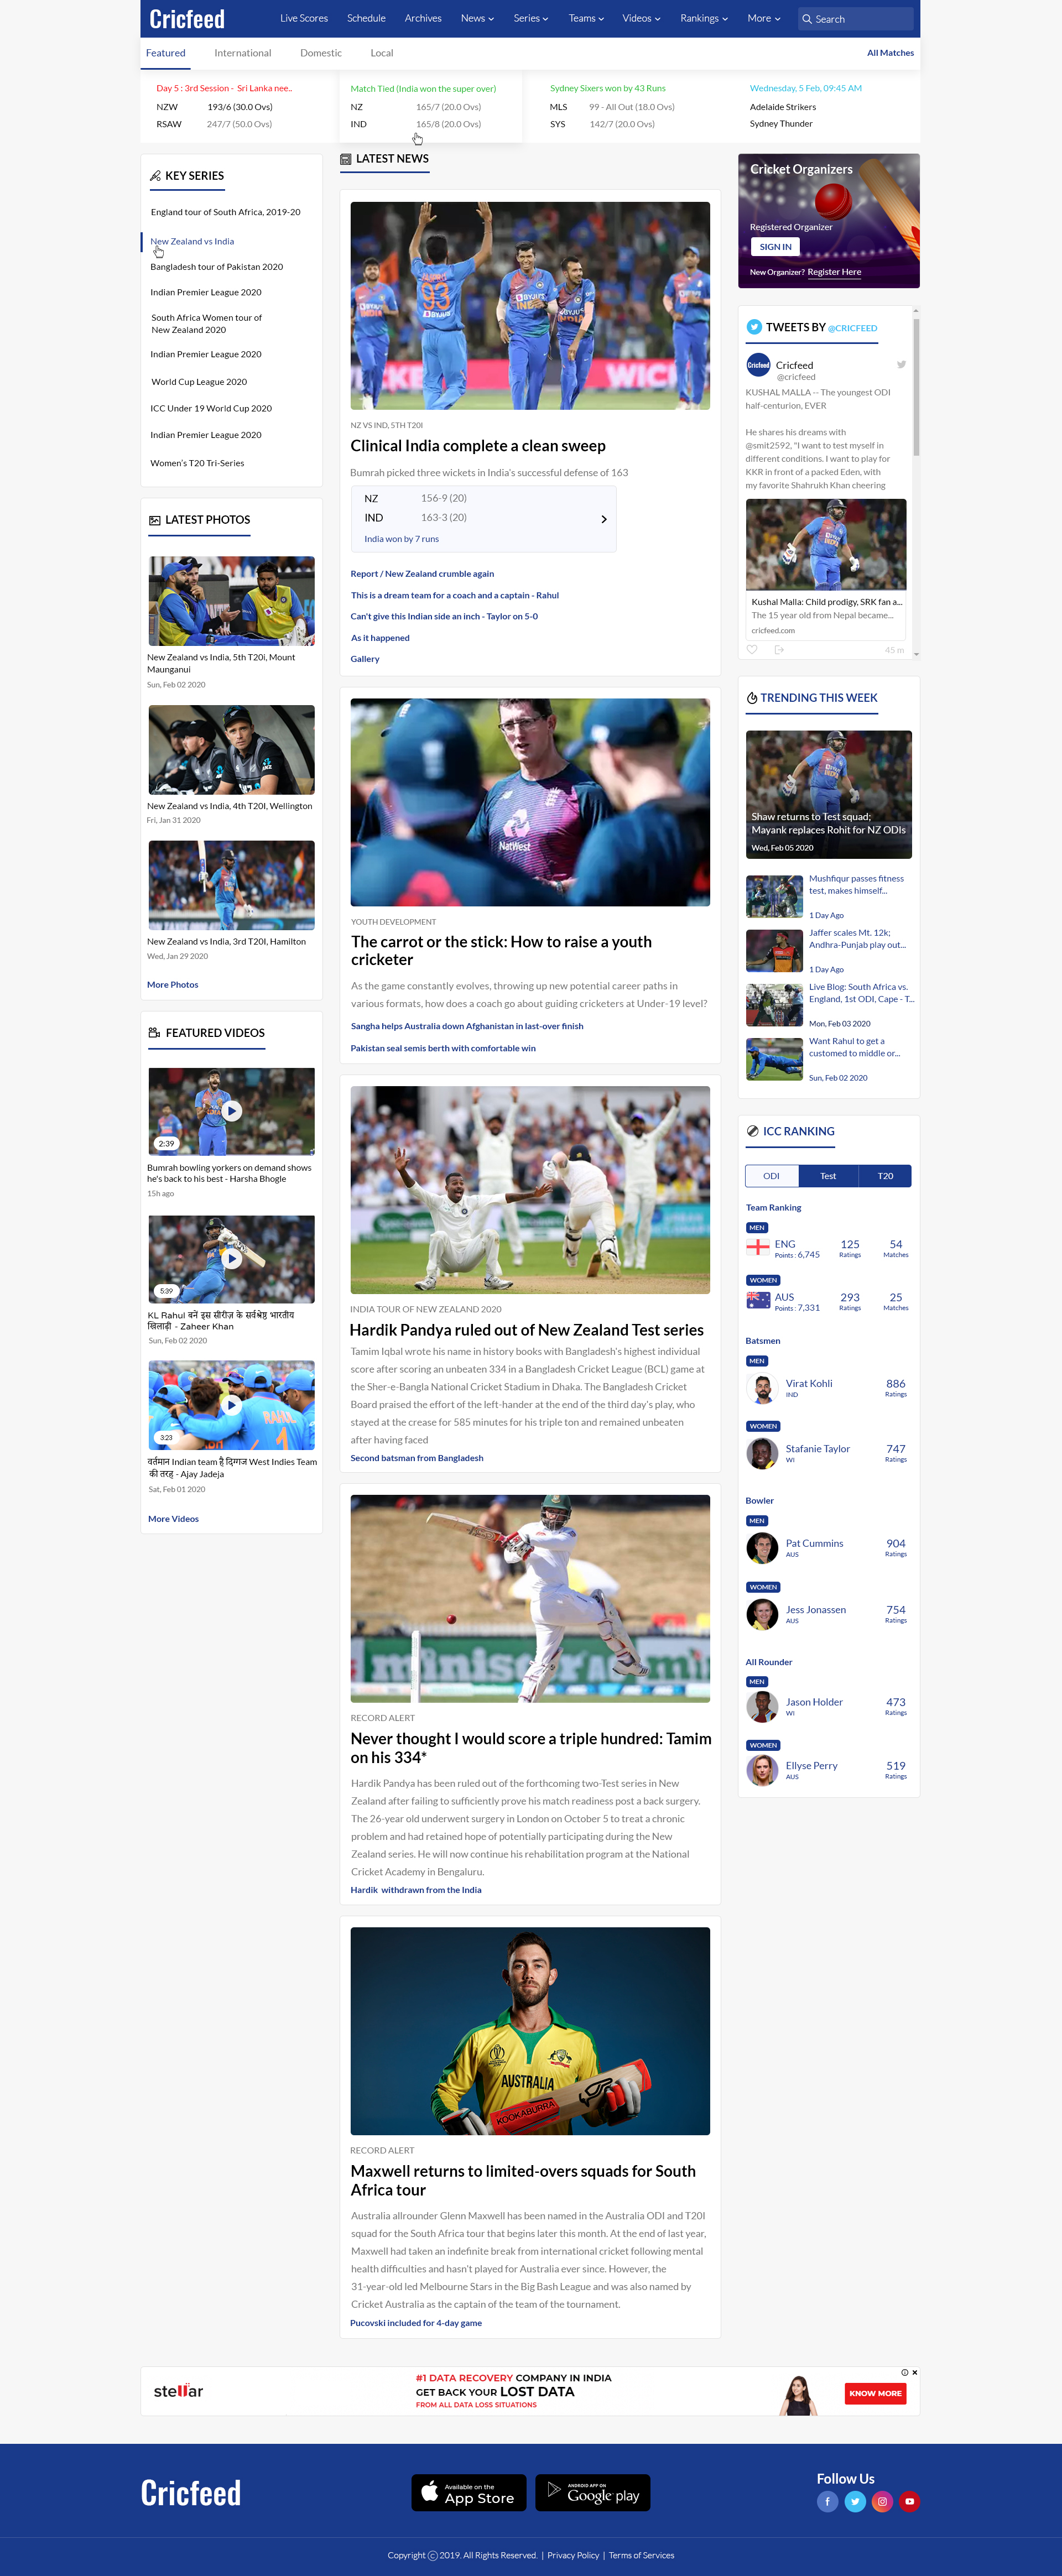 Cricfeed
Live Scores Schedule Archives News Series Teams Videos Rankings More Search
Featured International Domestic Local All Matches
Day 5 : 3rd Session - Sri Lanka nee..
NZW 193/6 (30.0 Ovs)
RSAW 247/7 (50.0 Ovs)
Match Tied (India won the super over)
NZ 165/7 (20.0 Ovs)
IND 165/8 (20.0 Ovs)
Sydney Sixers won by 43 Runs
MLS 99 - All Out (18.0 Ovs)
SYS 142/7 (20.0 Ovs)
Wednesday, 5 Feb, 09:45 AM
Adelaide Strikers
Sydney Thunder
KEY SERIES
England tour of South Africa, 2019-20
New Zealand vs India
Bangladesh tour of Pakistan 2020
Indian Premier League 2020
South Africa Women tour of
New Zealand 2020
Indian Premier League 2020
World Cup League 2020
ICC Under 19 World Cup 2020
Indian Premier League 2020
Women's T20 Tri-Series
LATEST PHOTOS
New Zealand vs India, 5th T20i, Mount
Maunganui
Sun, Feb 02 2020
New Zealand vs India, 4th T20I, Wellington
Fri, Jan 31 2020
New Zealand vs India, 3rd T20I, Hamilton
Wed, Jan 29 2020
More Photos
FEATURED VIDEOS
2:39
Bumrah bowling yorkers on demand shows
he's back to his best - Harsha Bhogle
15h ago
5:39
KL Rahul बनें इस सीरीज़ के सर्वश्रेष्ठ भारतीय
खिलाड़ी - Zaheer Khan
Sun, Feb 02 2020
RAHUL
1
3:23
वर्तमान Indian team है दिग्गज West Indies Team
की तरह - Ajay Jadeja
Sat, Feb 01 2020
More Videos
LATEST NEWS
93
BYJU'S
BYJU'S
BYJU'S
NZ VS IND, 5TH T20I
Clinical India complete a clean sweep
Bumrah picked three wickets in India's successful defense of 163
NZ 156-9 (20)
IND 163-3 (20)
India won by 7 runs
Report / New Zealand crumble again
This is a dream team for a coach and a captain - Rahul
Can't give this Indian side an inch - Taylor on 5-0
As it happened
Gallery
NatWest
YOUTH DEVELOPMENT
The carrot or the stick: How to raise a youth
cricketer
As the game constantly evolves, throwing up new potential career paths in
various formats, how does a coach go about guiding cricketers at Under-19 level?
Sangha helps Australia down Afghanistan in last-over finish
Pakistan seal semis berth with comfortable win
INDIA TOUR OF NEW ZEALAND 2020
Hardik Pandya ruled out of New Zealand Test series
Tamim Iqbal wrote his name in history books with Bangladesh's highest individual
score after scoring an unbeaten 334 in a Bangladesh Cricket League (BCL) game at
the Sher-e-Bangla National Cricket Stadium in Dhaka. The Bangladesh Cricket
Board praised the effort of the left-hander at the end of the third day's play, who
stayed at the crease for 585 minutes for his triple ton and remained unbeaten
after having faced
Second batsman from Bangladesh
RECORD ALERT
Never thought I would score a triple hundred: Tamim
on his 334*
Hardik Pandya has been ruled out of the forthcoming two-Test series in New
Zealand after failing to sufficiently prove his match readiness post a back surgery.
The 26-year old underwent surgery in London on October 5 to treat a chronic
problem and had retained hope of potentially participating during the New
Zealand series. He will now continue his rehabilitation program at the National
Cricket Academy in Bengaluru.
Hardik withdrawn from the India
AUSTRALIA
KOOKABURRA
RECORD ALERT
Maxwell returns to limited-overs squads for South
Africa tour
Australia allrounder Glenn Maxwell has been named in the Australia ODI and T20I
squad for the South Africa tour that begins later this month. At the end of last year,
Maxwell had taken an indefinite break from international cricket following mental
health difficulties and hasn't played for Australia ever since. However, the
31-year-old led Melbourne Stars in the Big Bash League and was also named by
Cricket Australia as the captain of the team of the tournament.
Pucovski included for 4-day game
Cricket Organizers
Registered Organizer
SIGN IN
New Organizer? Register Here
TWEETS BY @CRICFEED
Cricfeed
Cricfeed
@cricfeed
KUSHAL MALLA -- The youngest ODI
half-centurion, EVER
He shares his dreams with
@smit2592, "I want to test myself in
different conditions. I want to play for
KKR in front of a packed Eden, with
my favorite Shahrukh Khan cheering
Kushal Malla: Child prodigy, SRK fan a...
The 15 year old from Nepal became...
cricfeed.com
45 m
TRENDING THIS WEEK
Shaw returns to Test squad;
Mayank replaces Rohit for NZ ODIs
Wed, Feb 05 2020
Mushfiqur passes fitness
test, makes himself...
1 Day Ago
Jaffer scales Mt. 12k;
Andhra-Punjab play out...
1 Day Ago
Live Blog: South Africa vs.
England, 1st ODI, Cape - T...
Mon, Feb 03 2020
Want Rahul to get a
customed to middle or...
Sun, Feb 02 2020
ICC RANKING
ODI Test T20
Team Ranking
MEN
ENG 125 54
Points : 6,745 Ratings Matches
WOMEN
AUS 293 25
Points : 7,331 Ratings Matches
Batsmen
MEN
Virat Kohli 886
IND Ratings
WOMEN
Stafanie Taylor 747
WI Ratings
Bowler
MEN
Pat Cummins 904
AUS Ratings
WOMEN
Jess Jonassen 754
AUS Ratings
All Rounder
MEN
Jason Holder 473
WI Ratings
WOMEN
Ellyse Perry 519
AUS Ratings
stellar
#1 DATA RECOVERY COMPANY IN INDIA
GET BACK YOUR LOST DATA
FROM ALL DATA LOSS SITUATIONS
KNOW MORE
Cricfeed
Available on the
App Store
ANDROID APP ON
Google play
Follow Us
Copyright © 2019. All Rights Reserved. | Privacy Policy | Terms of Services